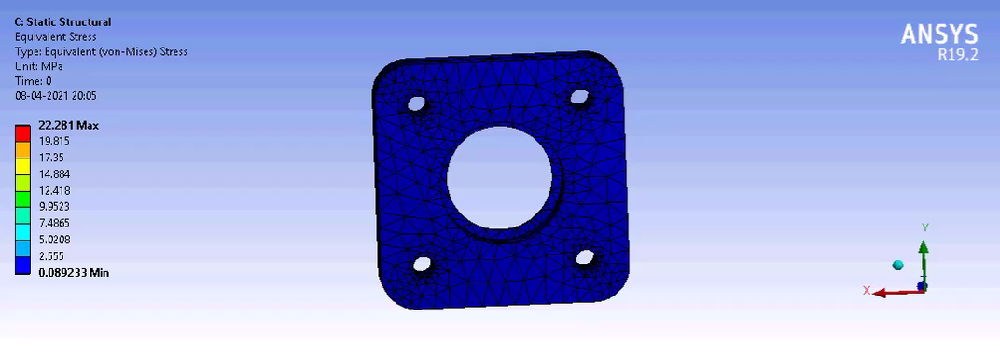 C: Static Structural
Equivalent Stress
Type: Equivalent (von-Mises) Stress
Unit: MPa
Time: 0
08-04-2021 20:05
22.281 Max
19.815
17.35
14.884
12.418
9.9523
7.4865
5.0208
2.555
0.089233 Min
ANSYS
R19.2
Y
X